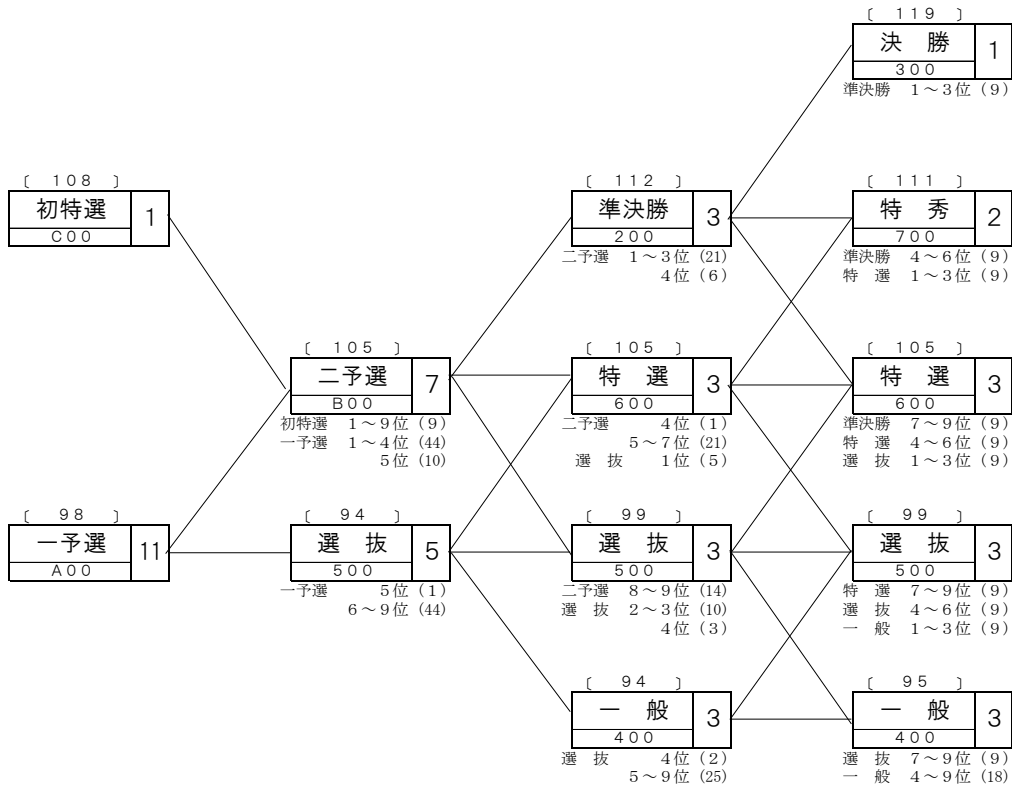 〔 119 〕
決 勝 1
300
準決勝 1～3位 (9)
〔 108 〕
初特選 1
C00
〔 112 〕
準決勝 3
200
二予選 1～3位 (21)
4位 (6)
〔 111 〕
特 秀 2
700
準決勝 4～6位 (9)
特 選 1～3位 (9)
〔 105 〕
二予選 7
B00
初特選 1～9位 (9)
一予選 1～4位 (44)
5位 (10)
〔 105 〕
特 選 3
600
二予選 4位 (1)
5～7位 (21)
選 抜 1位 (5)
〔 105 〕
特 選 3
600
準決勝 7～9位 (9)
特 選 4～6位 (9)
選 抜 1～3位 (9)
〔 98 〕
一予選 11
A00
〔 94 〕
選 抜 5
500
一予選 5位 (1)
6～9位 (44)
〔 99 〕
選 抜 3
500
二予選 8～9位 (14)
選 抜 2～3位 (10)
4位 (3)
〔 99 〕
選 抜 3
500
特 選 7～9位 (9)
選 抜 4～6位 (9)
一 般 1～3位 (9)
〔 94 〕
一 般 3
400
選 抜 4位 (2)
5～9位 (25)
〔 95 〕
一 般 3
400
選 抜 7～9位 (9)
一 般 4～9位 (18)